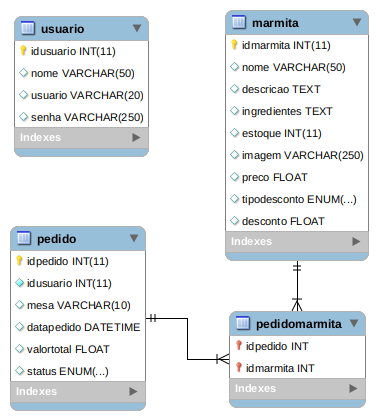 usuario
idusuario INT(11)
nome VARCHAR(50)
usuario VARCHAR(20)
senha VARCHAR(250)
Indexes
marmita
idmarmita INT(11)
nome VARCHAR(50)
descricao TEXT
ingredientes TEXT
estoque INT(11)
imagem VARCHAR(250)
preco FLOAT
tipodesconto ENUM(...)
desconto FLOAT
Indexes
pedido
idpedido INT(11)
idusuario INT(11)
mesa VARCHAR(10)
datapedido DATETIME
valortotal FLOAT
status ENUM(...)
Indexes
pedidomarmita
idpedido INT
idmarmita INT
Indexes